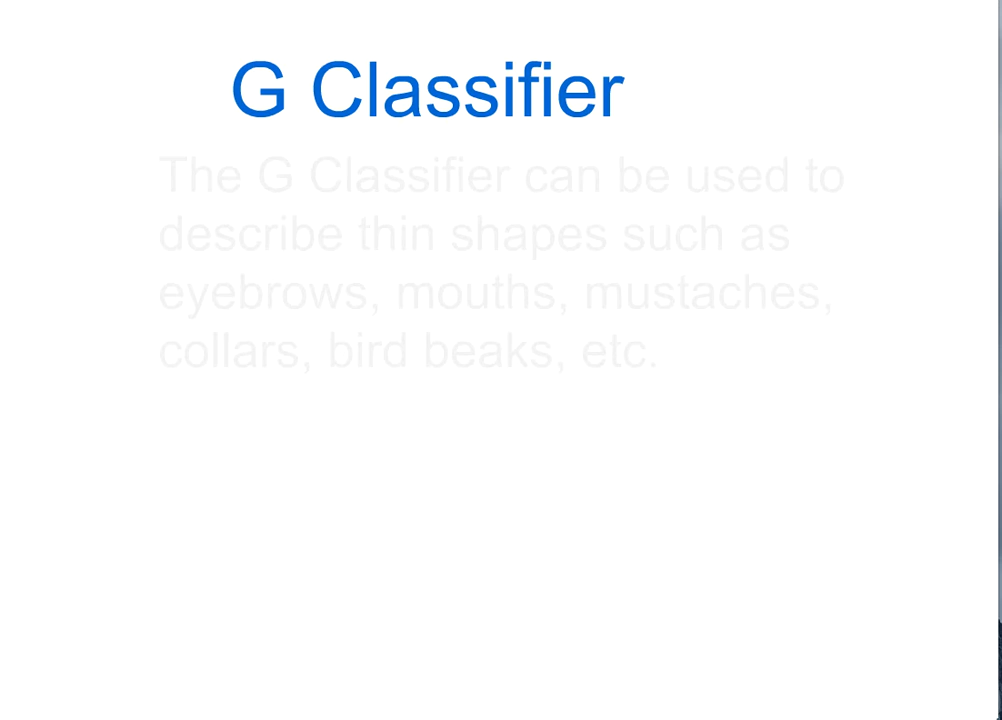 G Classifier
The G Classifier can be used to
describe thin shapes such as
eyebrows, mouths, mustaches,
collars, bird beaks, etc.